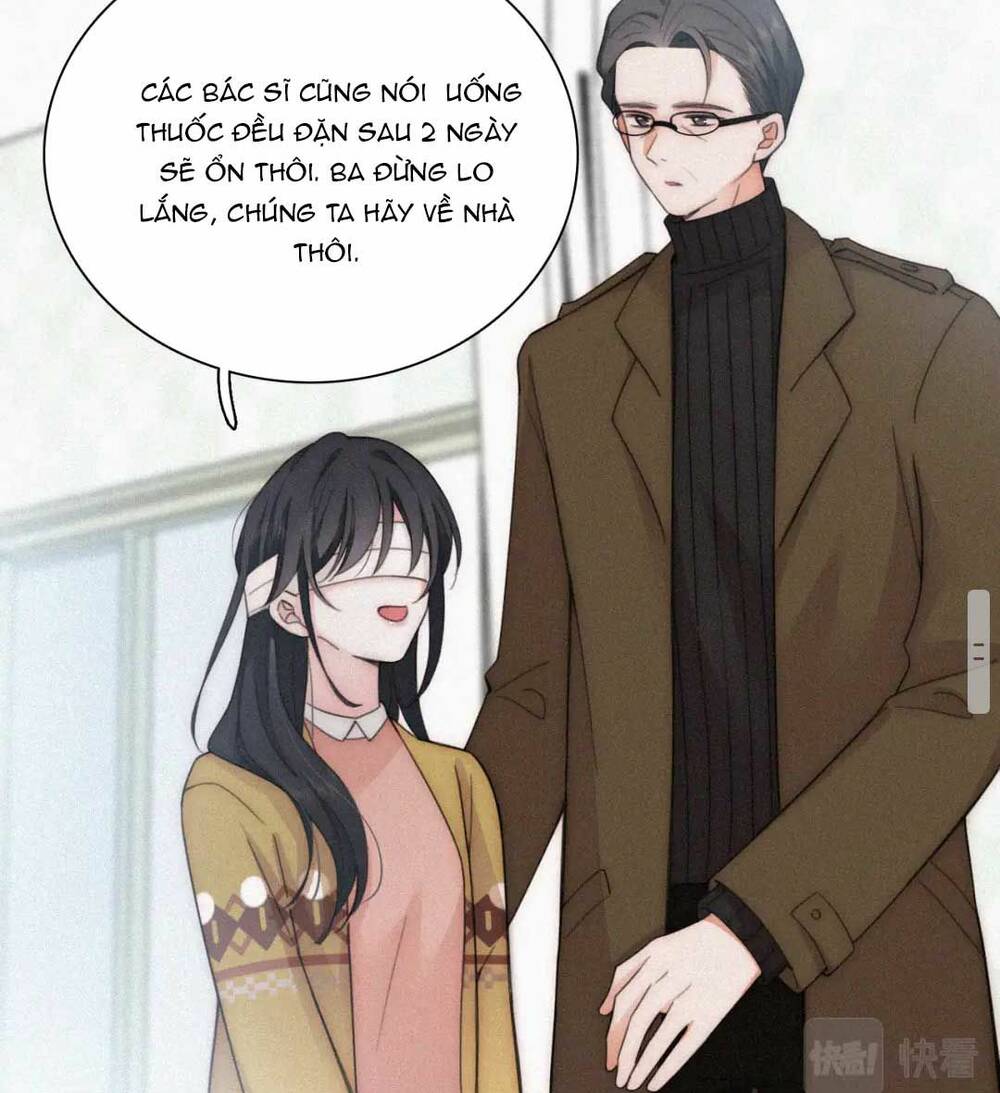 CÁC BÁC SĨ CŨNG NÓI UỐNG
THUỐC ĐỀU ĐẶN SAU 2 NGÀY
SẼ ỔN THÔI. BA ĐỪNG LO
LẮNG, CHÚNG TA HÃY VỀ NHÀ
THÔI.
快看! 快看